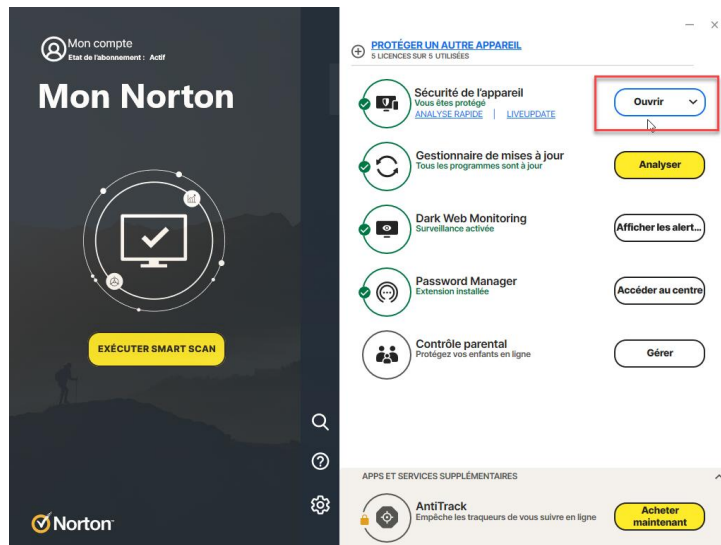 Mon compte
Etat de l'abonnement : Actif
Mon Norton
EXÉCUTER SMART SCAN
Norton
PROTÉGER UN AUTRE APPAREIL
5 LICENCES SUR 5 UTILISÉES
Sécurité de l'appareil
Vous êtes protégé
ANALYSE RAPIDE | LIVEUPDATE
Ouvrir
Gestionnaire de mises à jour
Tous les programmes sont à jour
Analyser
Dark Web Monitoring
Surveillance activée
Afficher les alert...
Password Manager
Extension installée
Accéder au centre
Contrôle parental
Protégez vos enfants en ligne
Gérer
APPS ET SERVICES SUPPLÉMENTAIRES
AntiTrack
Empêche les traqueurs de vous suivre en ligne
Acheter
maintenant